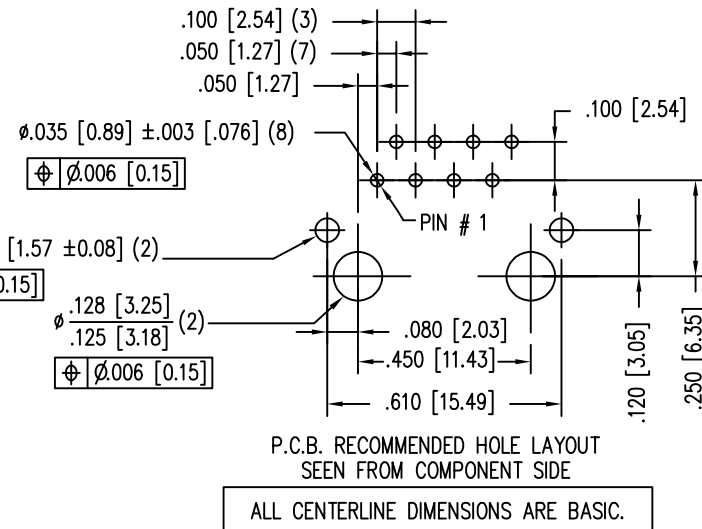 .100 [2.54] (3)
.050 [1.27] (7)
.050 [1.27]
.100 [2.54]
ø.035 [0.89] ±.003 [.076] (8)
⌖ Ø.006 [0.15]
PIN # 1
[1.57 ±0.08] (2)
0.15]
ø .128 [3.25]
.125 [3.18] (2)
⌖ Ø.006 [0.15]
.080 [2.03]
.450 [11.43]
.610 [15.49]
.120 [3.05]
.250 [6.35]
P.C.B. RECOMMENDED HOLE LAYOUT
SEEN FROM COMPONENT SIDE
ALL CENTERLINE DIMENSIONS ARE BASIC.